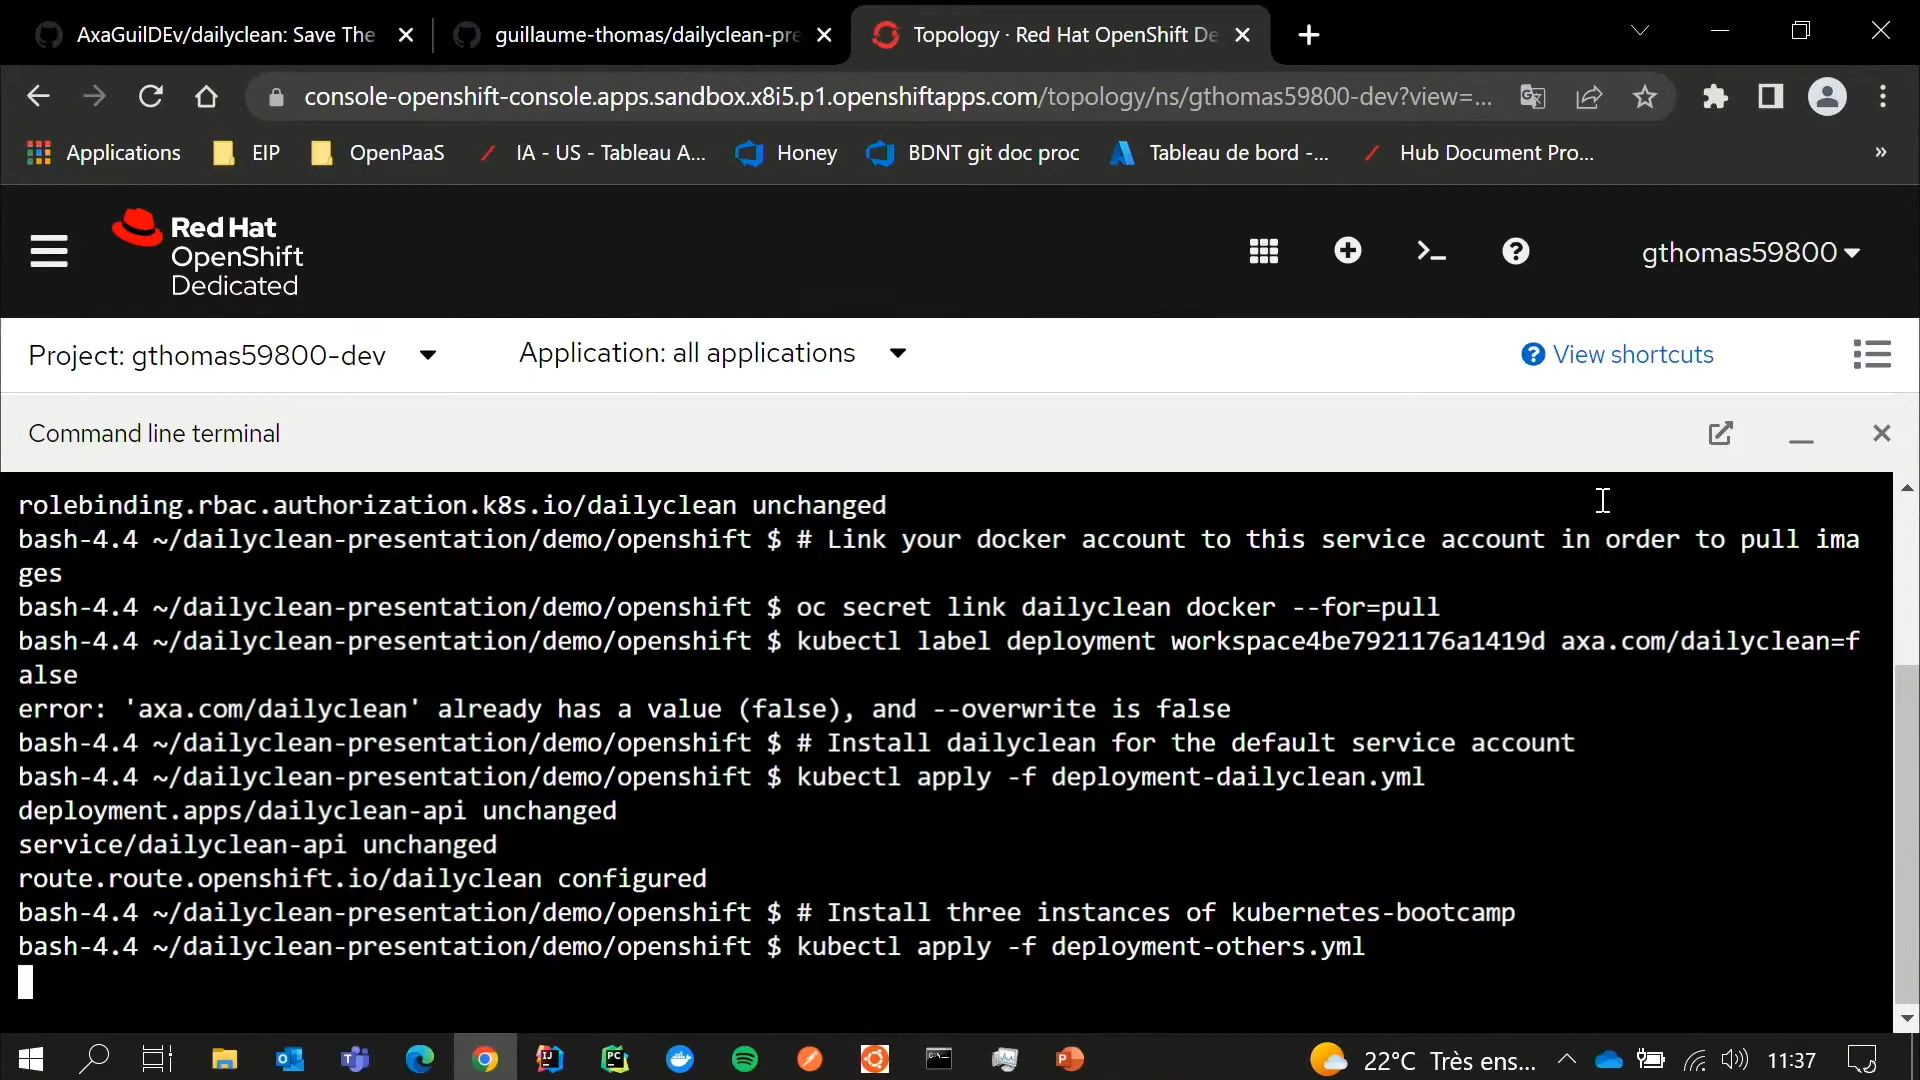 AxaGuilDEv/dailyclean: Save The
guillaume-thomas/dailyclean-pre
Topology · Red Hat OpenShift De
console-openshift-console.apps.sandbox.x8i5.p1.openshiftapps.com/topology/ns/gthomas59800-dev?view=...
Applications
EIP
OpenPaaS
IA - US - Tableau A...
Honey
BDNT git doc proc
Tableau de bord -...
Hub Document Pro...
»
Red Hat
OpenShift
Dedicated
gthomas59800
Project: gthomas59800-dev
Application: all applications
View shortcuts
Command line terminal
rolebinding.rbac.authorization.k8s.io/dailyclean unchanged
bash-4.4 ~/dailyclean-presentation/demo/openshift $ # Link your docker account to this service account in order to pull ima
ges
bash-4.4 ~/dailyclean-presentation/demo/openshift $ oc secret link dailyclean docker --for=pull
bash-4.4 ~/dailyclean-presentation/demo/openshift $ kubectl label deployment workspace4be7921176a1419d axa.com/dailyclean=f
alse
error: 'axa.com/dailyclean' already has a value (false), and --overwrite is false
bash-4.4 ~/dailyclean-presentation/demo/openshift $ # Install dailyclean for the default service account
bash-4.4 ~/dailyclean-presentation/demo/openshift $ kubectl apply -f deployment-dailyclean.yml
deployment.apps/dailyclean-api unchanged
service/dailyclean-api unchanged
route.route.openshift.io/dailyclean configured
bash-4.4 ~/dailyclean-presentation/demo/openshift $ # Install three instances of kubernetes-bootcamp
bash-4.4 ~/dailyclean-presentation/demo/openshift $ kubectl apply -f deployment-others.yml
22°C Très ens...
11:37